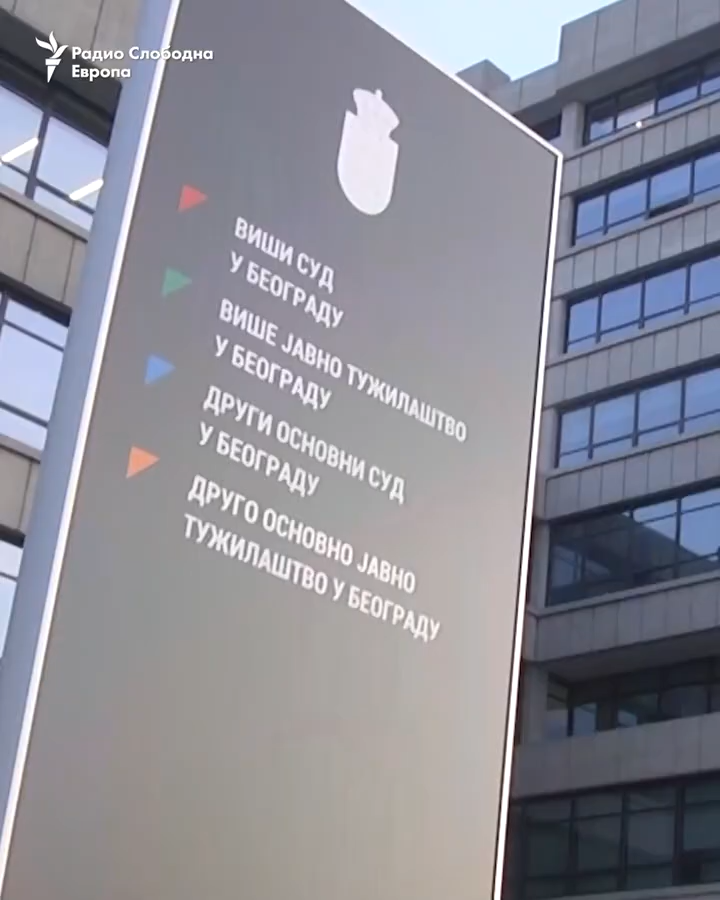 Радио Слободна
Европа
ВИШИ СУД
У БЕОГРАДУ
ВИШЕ ЈАВНО ТУЖИЛАШТВО
У БЕОГРАДУ
ДРУГИ ОСНОВНИ СУД
У БЕОГРАДУ
ДРУГО ОСНОВНО ЈАВНО
ТУЖИЛАШТВО У БЕОГРАДУ